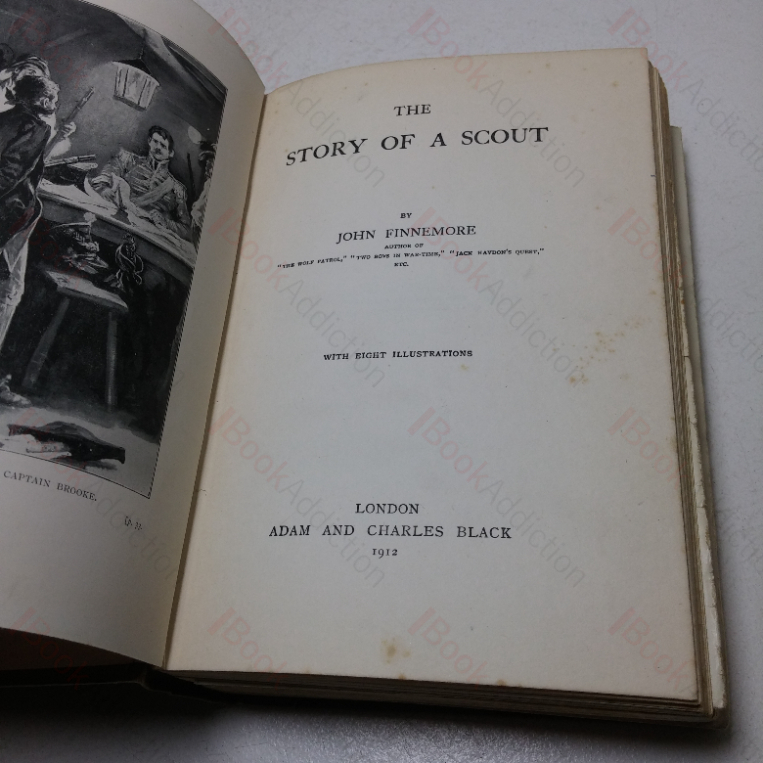 CAPTAIN BROOKE.
THE
STORY OF A SCOUT
BY
JOHN FINNEMORE
AUTHOR OF
"THE WOLF PATROL," "TWO BOYS IN WAR-TIME," "JACK HAYDON'S QUEST,"
ETC.
WITH EIGHT ILLUSTRATIONS
LONDON
ADAM AND CHARLES BLACK
1912
BookAddiction